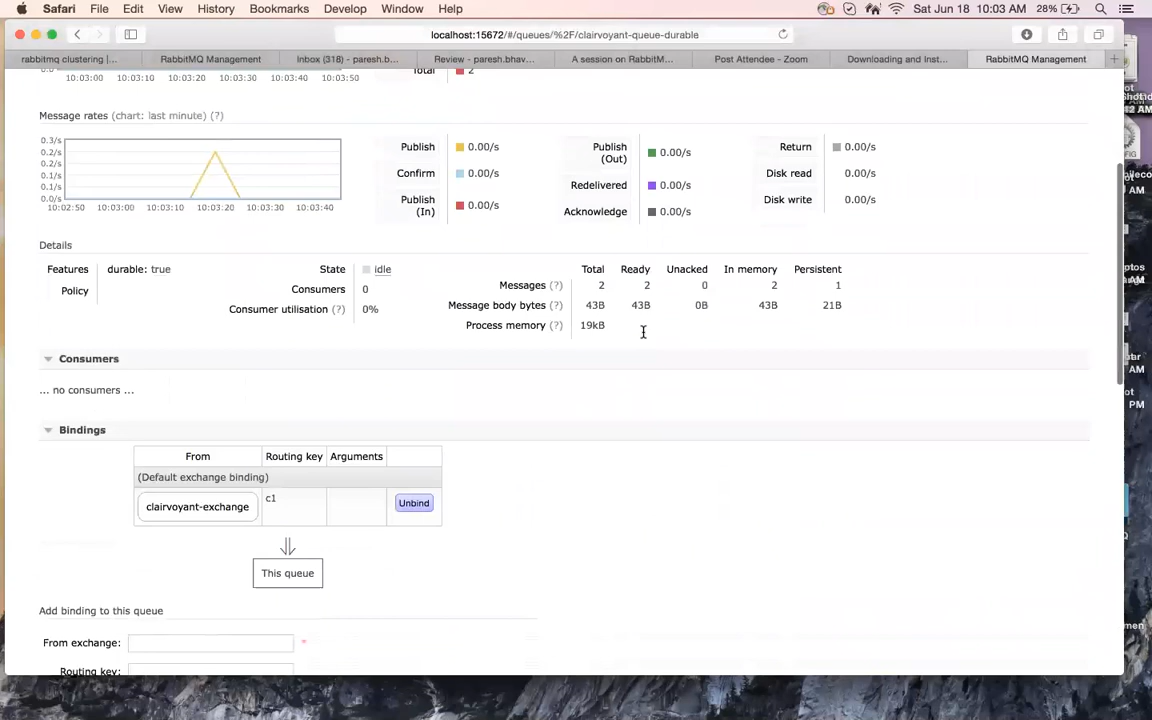 Safari File Edit View History Bookmarks Develop Window Help Sat Jun 18 10:03 AM 28%
localhost:15672/#/queues/%2F/clairvoyant-queue-durable
rabbitmq clustering |... RabbitMQ Management Inbox (318) - paresh.b... Review - paresh.bhav... A session on RabbitM... Post Attendee - Zoom Downloading and Inst... RabbitMQ Management
0.0/s
10:03:00 10:03:10 10:03:20 10:03:30 10:03:40 10:03:50
Total 2
Message rates (chart: last minute) (?)
0.3/s
0.2/s
0.2/s
0.1/s
0.1/s
0.0/s
10:02:50 10:03:00 10:03:10 10:03:20 10:03:30 10:03:40
Publish 0.00/s
Confirm 0.00/s
Publish (In) 0.00/s
Publish (Out) 0.00/s
Redelivered 0.00/s
Acknowledge 0.00/s
Return 0.00/s
Disk read 0.00/s
Disk write 0.00/s
Details
Features durable: true
Policy
State idle
Consumers 0
Consumer utilisation (?) 0%
Total Ready Unacked In memory Persistent
Messages (?) 2 2 0 2 1
Message body bytes (?) 43B 43B 0B 43B 21B
Process memory (?) 19kB
Consumers
... no consumers ...
Bindings
From Routing key Arguments
(Default exchange binding)
clairvoyant-exchange c1 Unbind
This queue
Add binding to this queue
From exchange: *
Routing key: